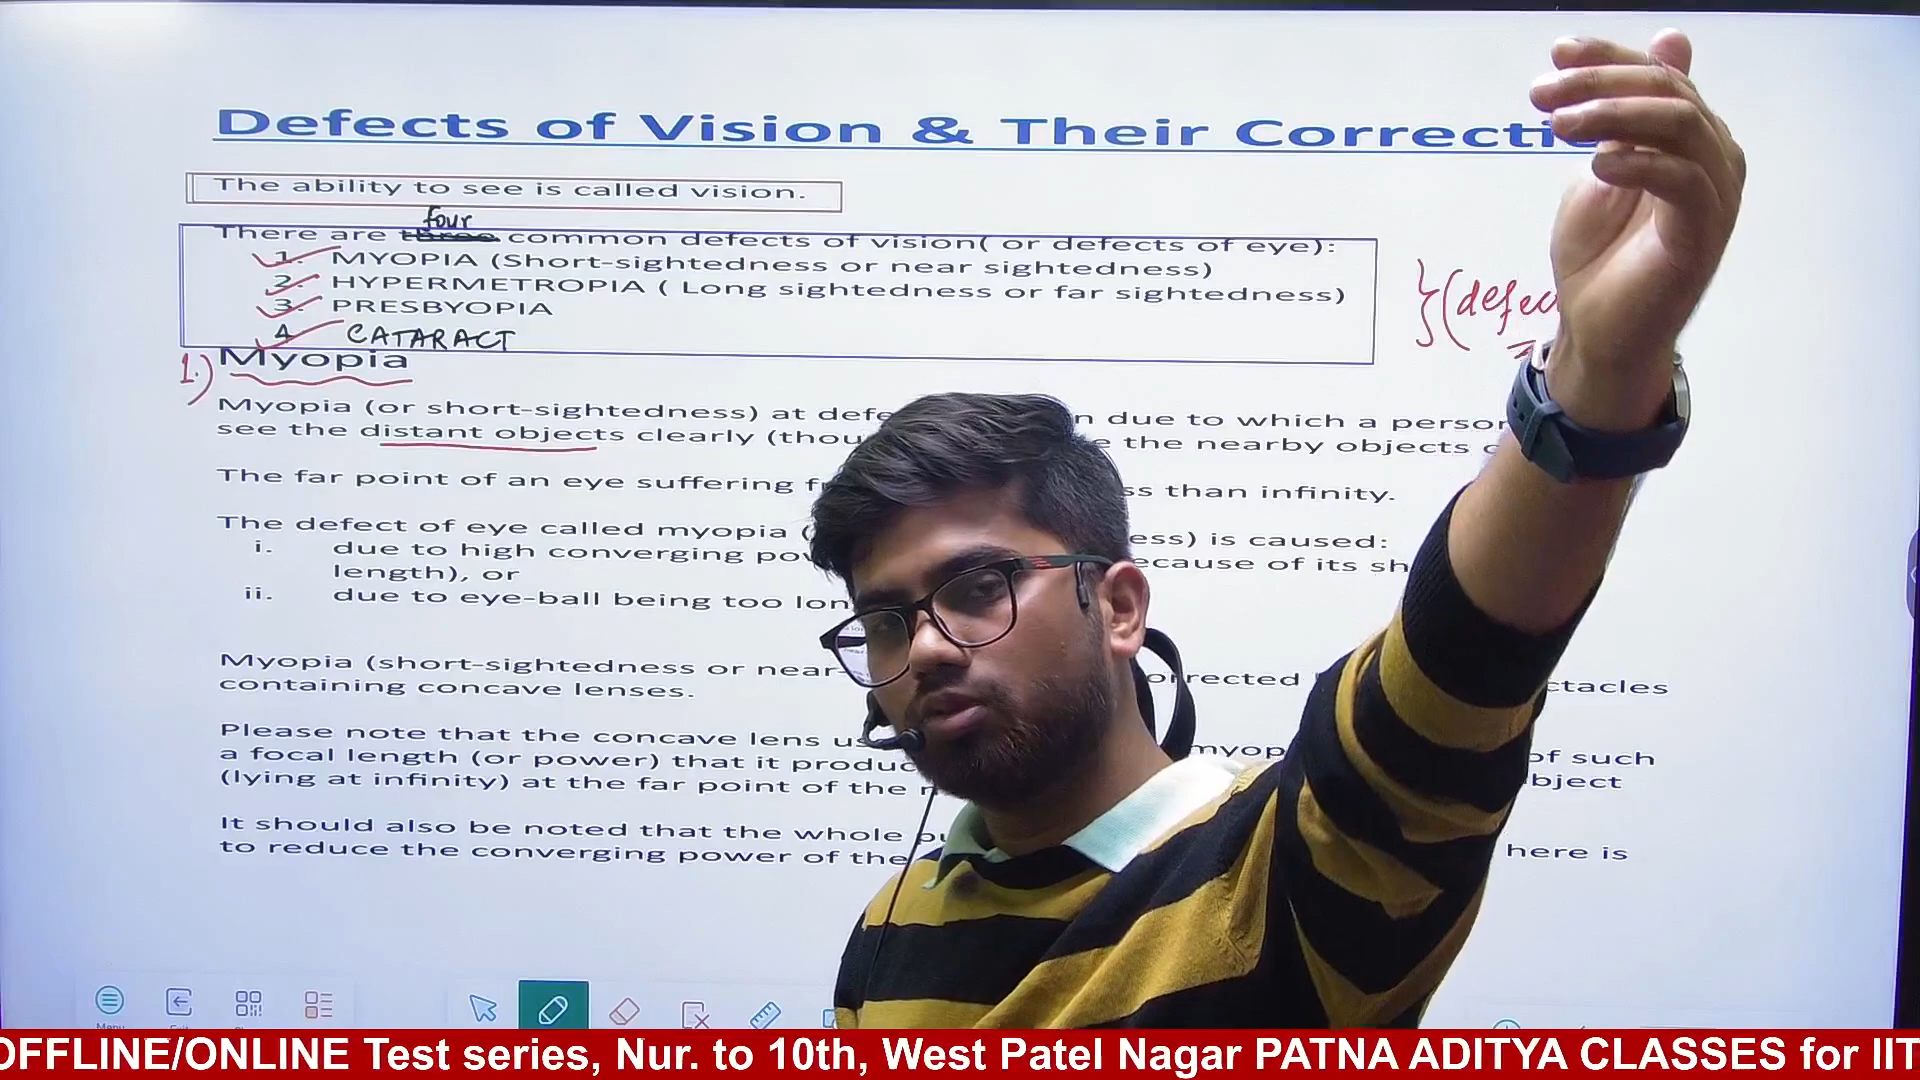 Defects of Vision & Their Correcti
The ability to see is called vision.
four
There are three common defects of vision( or defects of eye):
1. MYOPIA (Short-sightedness or near sightedness)
2. HYPERMETROPIA ( Long sightedness or far sightedness)
3. PRESBYOPIA
4 CATARACT
}(defec
1.) Myopia
Myopia (or short-sightedness) at defe n due to which a person
see the distant objects clearly (thou e the nearby objects
The far point of an eye suffering ss than infinity.
The defect of eye called myopia ( ess) is caused:
i. due to high converging pow ecause of its sh
length), or
ii. due to eye-ball being too lon
Myopia (short-sightedness or near- orrected ctacles
containing concave lenses.
Please note that the concave lens us myop of such
a focal length (or power) that it produc bject
(lying at infinity) at the far point of the
It should also be noted that the whole pu here is
to reduce the converging power of the
Menu
OFFLINE/ONLINE Test series, Nur. to 10th, West Patel Nagar PATNA ADITYA CLASSES for IIT